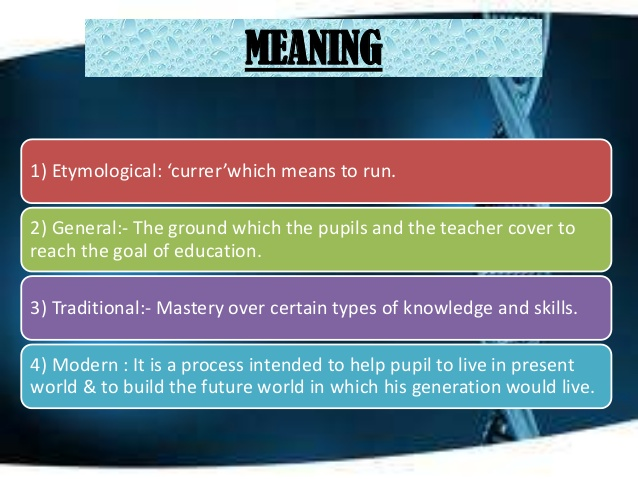 MEANING
1) Etymological: ‘currer’which means to run.
2) General:- The ground which the pupils and the teacher cover to
reach the goal of education.
3) Traditional:- Mastery over certain types of knowledge and skills.
4) Modern : It is a process intended to help pupil to live in present
world & to build the future world in which his generation would live.